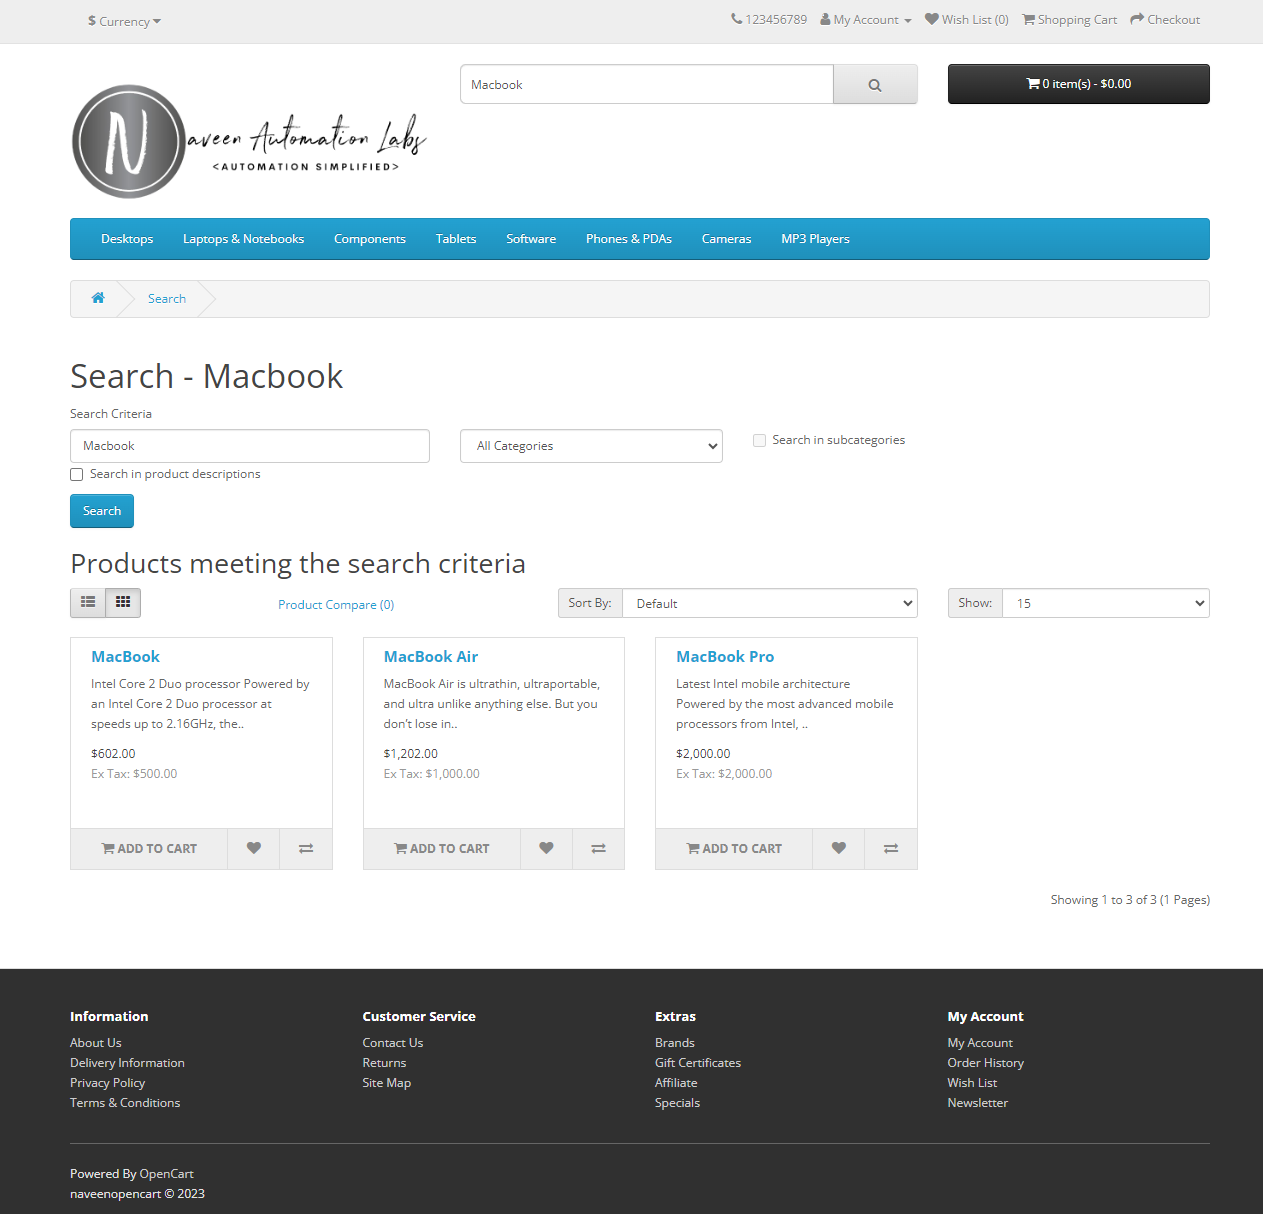 $ Currency
123456789 My Account Wish List (0) Shopping Cart Checkout
Macbook
0 item(s) - $0.00
N
aveen Automation Labs
<AUTOMATION SIMPLIFIED>
Desktops Laptops & Notebooks Components Tablets Software Phones & PDAs Cameras MP3 Players
Search
Search - Macbook
Search Criteria
Macbook
All Categories
Search in subcategories
Search in product descriptions
Search
Products meeting the search criteria
Product Compare (0)
Sort By: Default
Show: 15
MacBook
Intel Core 2 Duo processor Powered by
an Intel Core 2 Duo processor at
speeds up to 2.16GHz, the..
$602.00
Ex Tax: $500.00
ADD TO CART
MacBook Air
MacBook Air is ultrathin, ultraportable,
and ultra unlike anything else. But you
don't lose in..
$1,202.00
Ex Tax: $1,000.00
ADD TO CART
MacBook Pro
Latest Intel mobile architecture
Powered by the most advanced mobile
processors from Intel, ..
$2,000.00
Ex Tax: $2,000.00
ADD TO CART
Showing 1 to 3 of 3 (1 Pages)
Information
About Us
Delivery Information
Privacy Policy
Terms & Conditions
Customer Service
Contact Us
Returns
Site Map
Extras
Brands
Gift Certificates
Affiliate
Specials
My Account
My Account
Order History
Wish List
Newsletter
Powered By OpenCart
naveenopencart © 2023